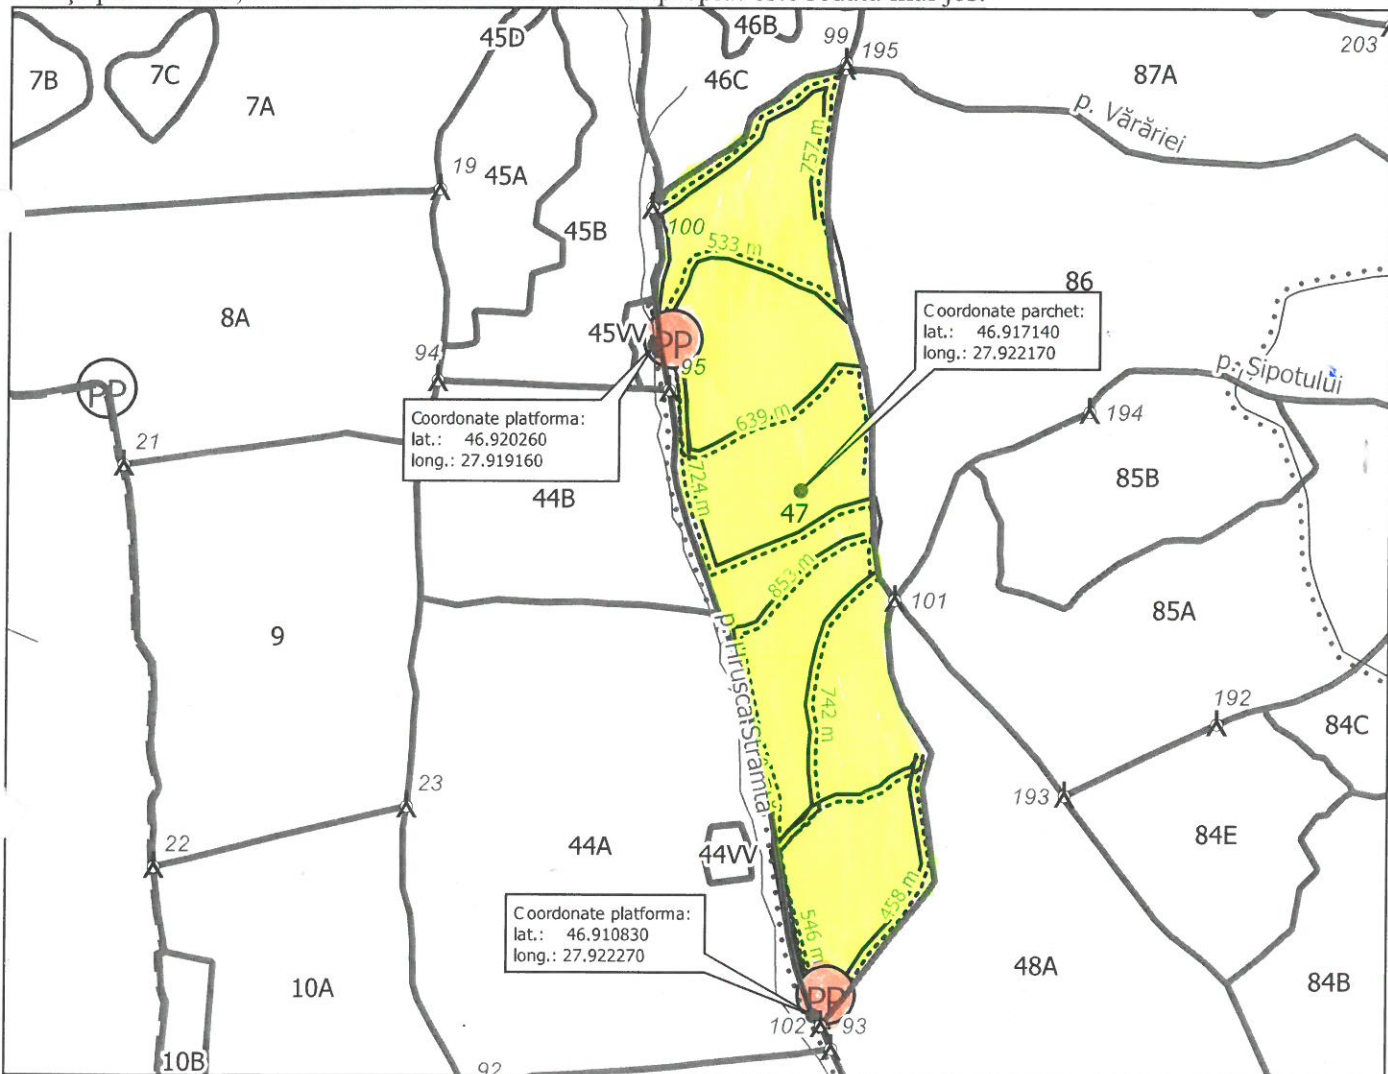 45D
46B
99
195
203
7B
7C
7A
46C
87A
p. Vărăriei
19
45A
757 m
100
45B
533 m
86
8A
Coordonate parchet:
lat.: 46.917140
long.: 27.922170
45VV
PP
94
95
p. Șipotului
PP
Coordonate platforma:
lat.: 46.920260
long.: 27.919160
639 m
194
21
724 m
85B
44B
47
853 m
101
85A
9
p. Hrușca Strâmta
742 m
192
84C
23
193
22
44A
44VV
84E
458 m
Coordonate platforma:
lat.: 46.910830
long.: 27.922270
546 m
48A
84B
10A
PP
102
93
10B
92